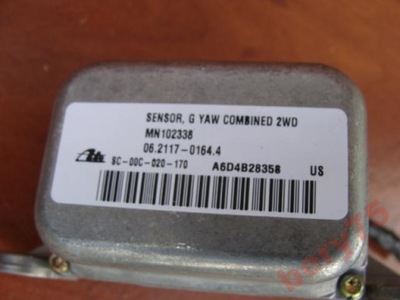 SENSOR, G YAW COMBINED 2WD
MN102338
06.2117-0164.4
Ate SC-00C-020-170 A6D4B28358 US